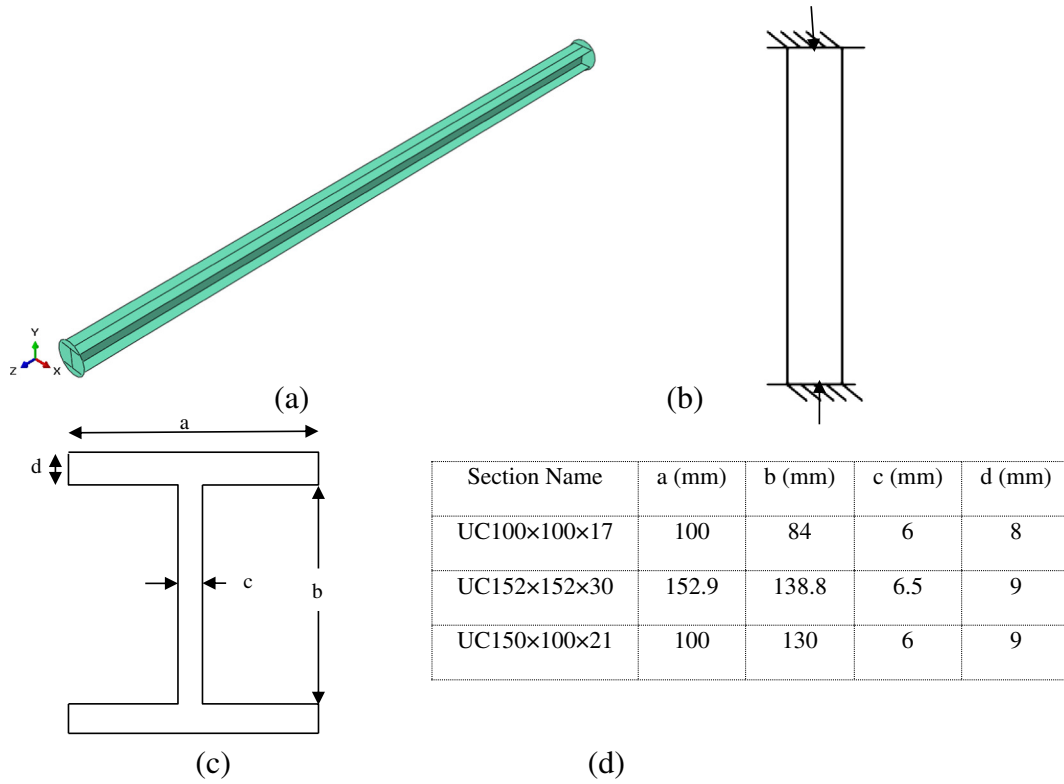 Y
Z
X
(a)
(b)
a
d
c
b
(c)
Section Name a (mm) b (mm) c (mm) d (mm)
UC100×100×17 100 84 6 8
UC152×152×30 152.9 138.8 6.5 9
UC150×100×21 100 130 6 9
(d)